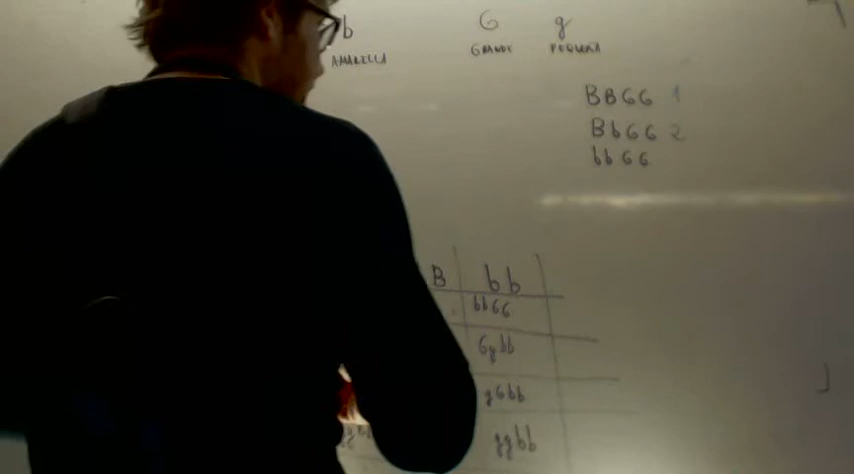 b G g
AMARILLA GRANDE PEQUEÑA
BBGG 1
BbGG 2
bbGG
B bb
bbGG
Ggbb
gGbb
ggbb